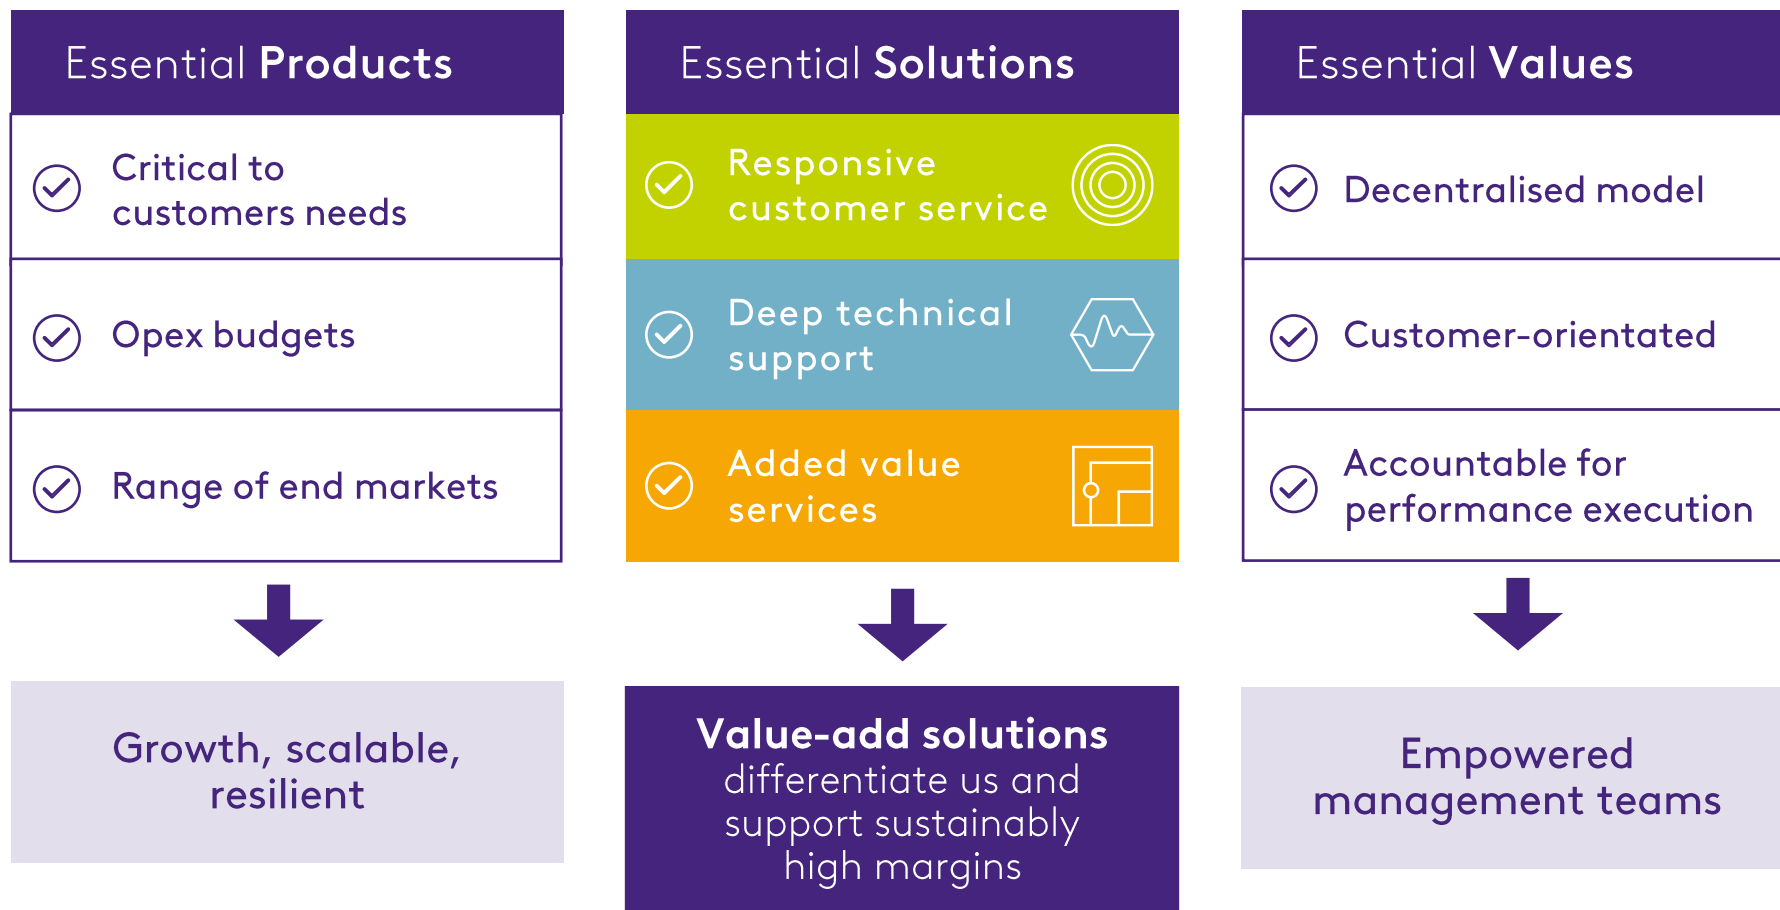 Essential Products
Critical to
customers needs
Opex budgets
Range of end markets
Growth, scalable,
resilient
Essential Solutions
Responsive
customer service
Deep technical
support
Added value
services
Value-add solutions
differentiate us and
support sustainably
high margins
Essential Values
Decentralised model
Customer-orientated
Accountable for
performance execution
Empowered
management teams